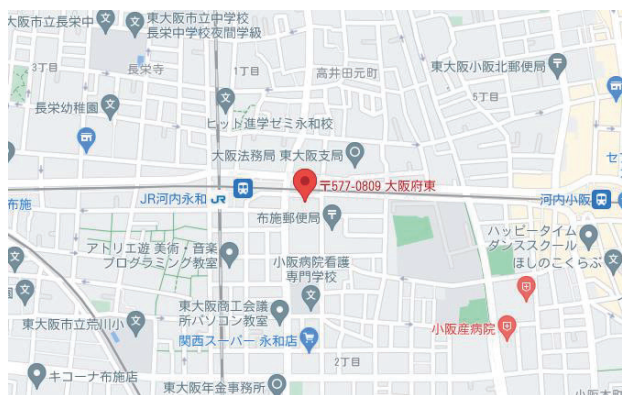 東大阪市立長栄中
東大阪市立中学校
長栄中学校夜間学級
3丁目
長栄寺
1丁目
高井田元町
東大阪小阪北郵便局
5丁目
長栄幼稚園
ヒット進学ゼミ永和校
大阪法務局 東大阪支局
〒577-0809 大阪府東
JR河内永和
JR
布施
布施郵便局
河内小阪
ハッピータイム
ダンススクール
アトリエ遊 美術・音楽
プログラミング教室
小阪病院看護
専門学校
ほしのこくらぶ
東大阪商工会議
所パソコン教室
東大阪市立荒川小
小阪産病院
関西スーパー 永和店
2丁目
キコーナ布施店
東大阪年金事務所